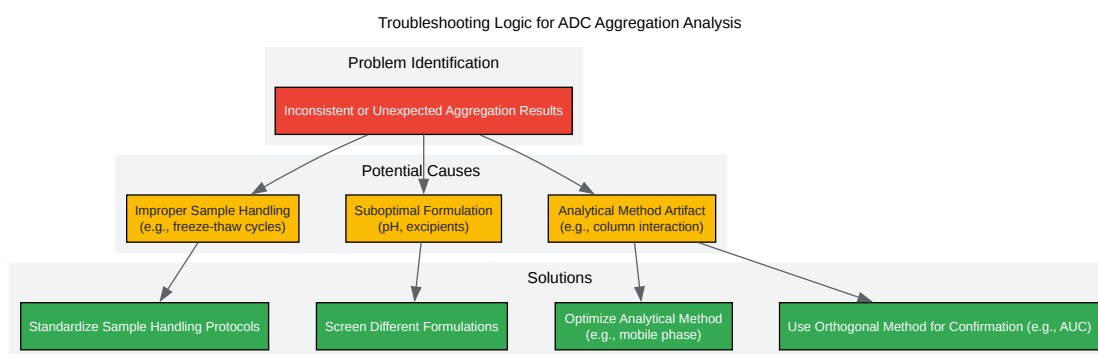 Troubleshooting Logic for ADC Aggregation Analysis
Problem Identification
Inconsistent or Unexpected Aggregation Results
Potential Causes
Improper Sample Handling
(e.g., freeze-thaw cycles)
Suboptimal Formulation
(pH, excipients)
Analytical Method Artifact
(e.g., column interaction)
Solutions
Standardize Sample Handling Protocols
Screen Different Formulations
Optimize Analytical Method
(e.g., mobile phase)
Use Orthogonal Method for Confirmation (e.g., AUC)